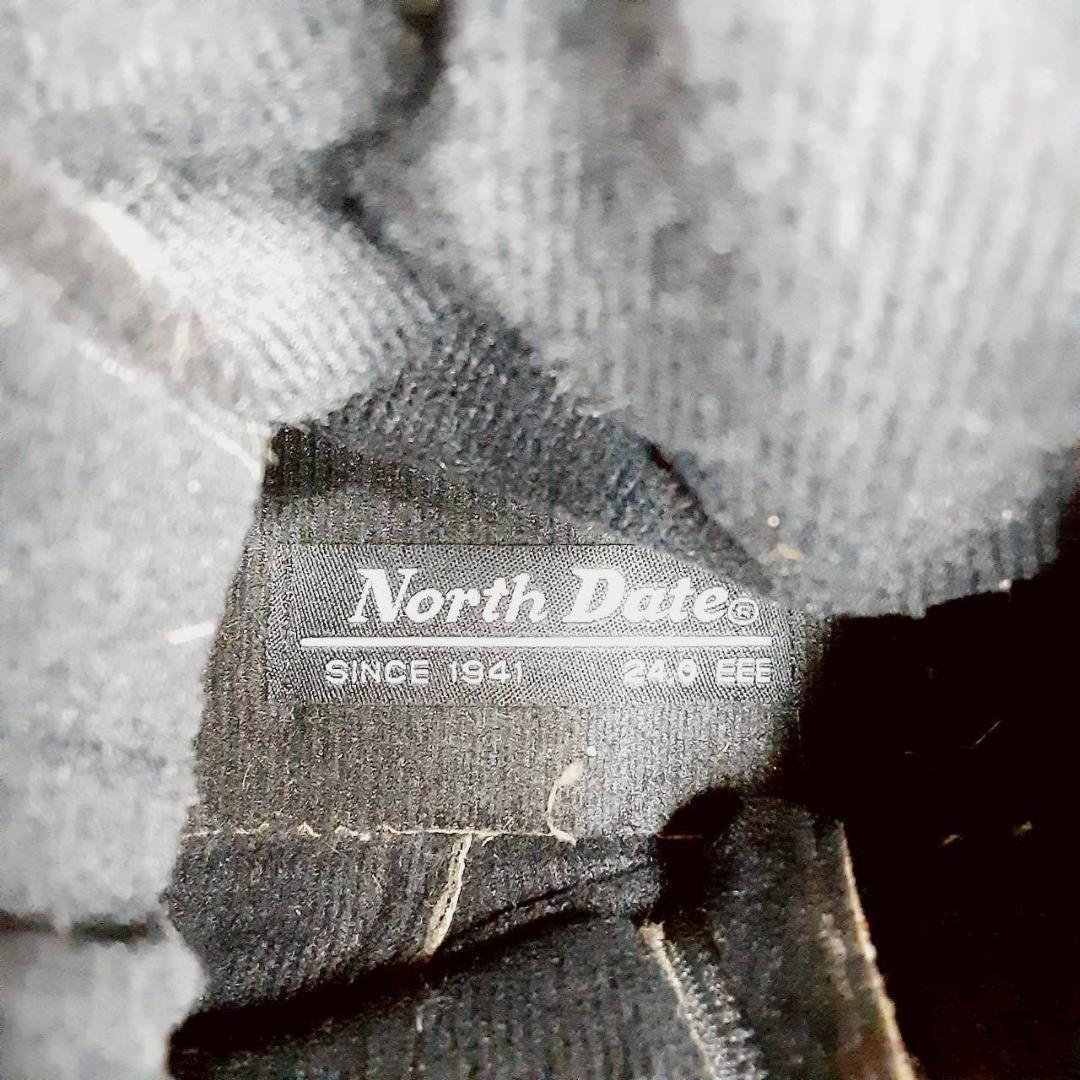 North Date®
SINCE 1941 24.0 EEE